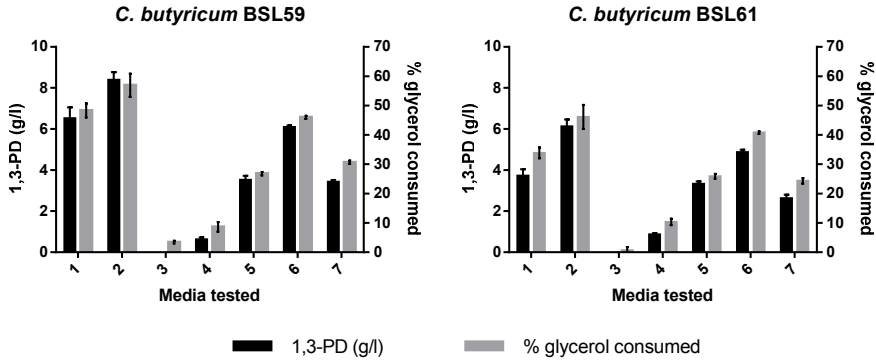 C. butyricum BSL59
10
8
6
4
2
0
1,3-PD (g/l)
70
60
50
40
30
20
10
0
% glycerol consumed
1 2 3 4 5 6 7
Media tested
C. butyricum BSL61
10
8
6
4
2
0
1,3-PD (g/l)
70
60
50
40
30
20
10
0
% glycerol consumed
1 2 3 4 5 6 7
Media tested
1,3-PD (g/l) % glycerol consumed